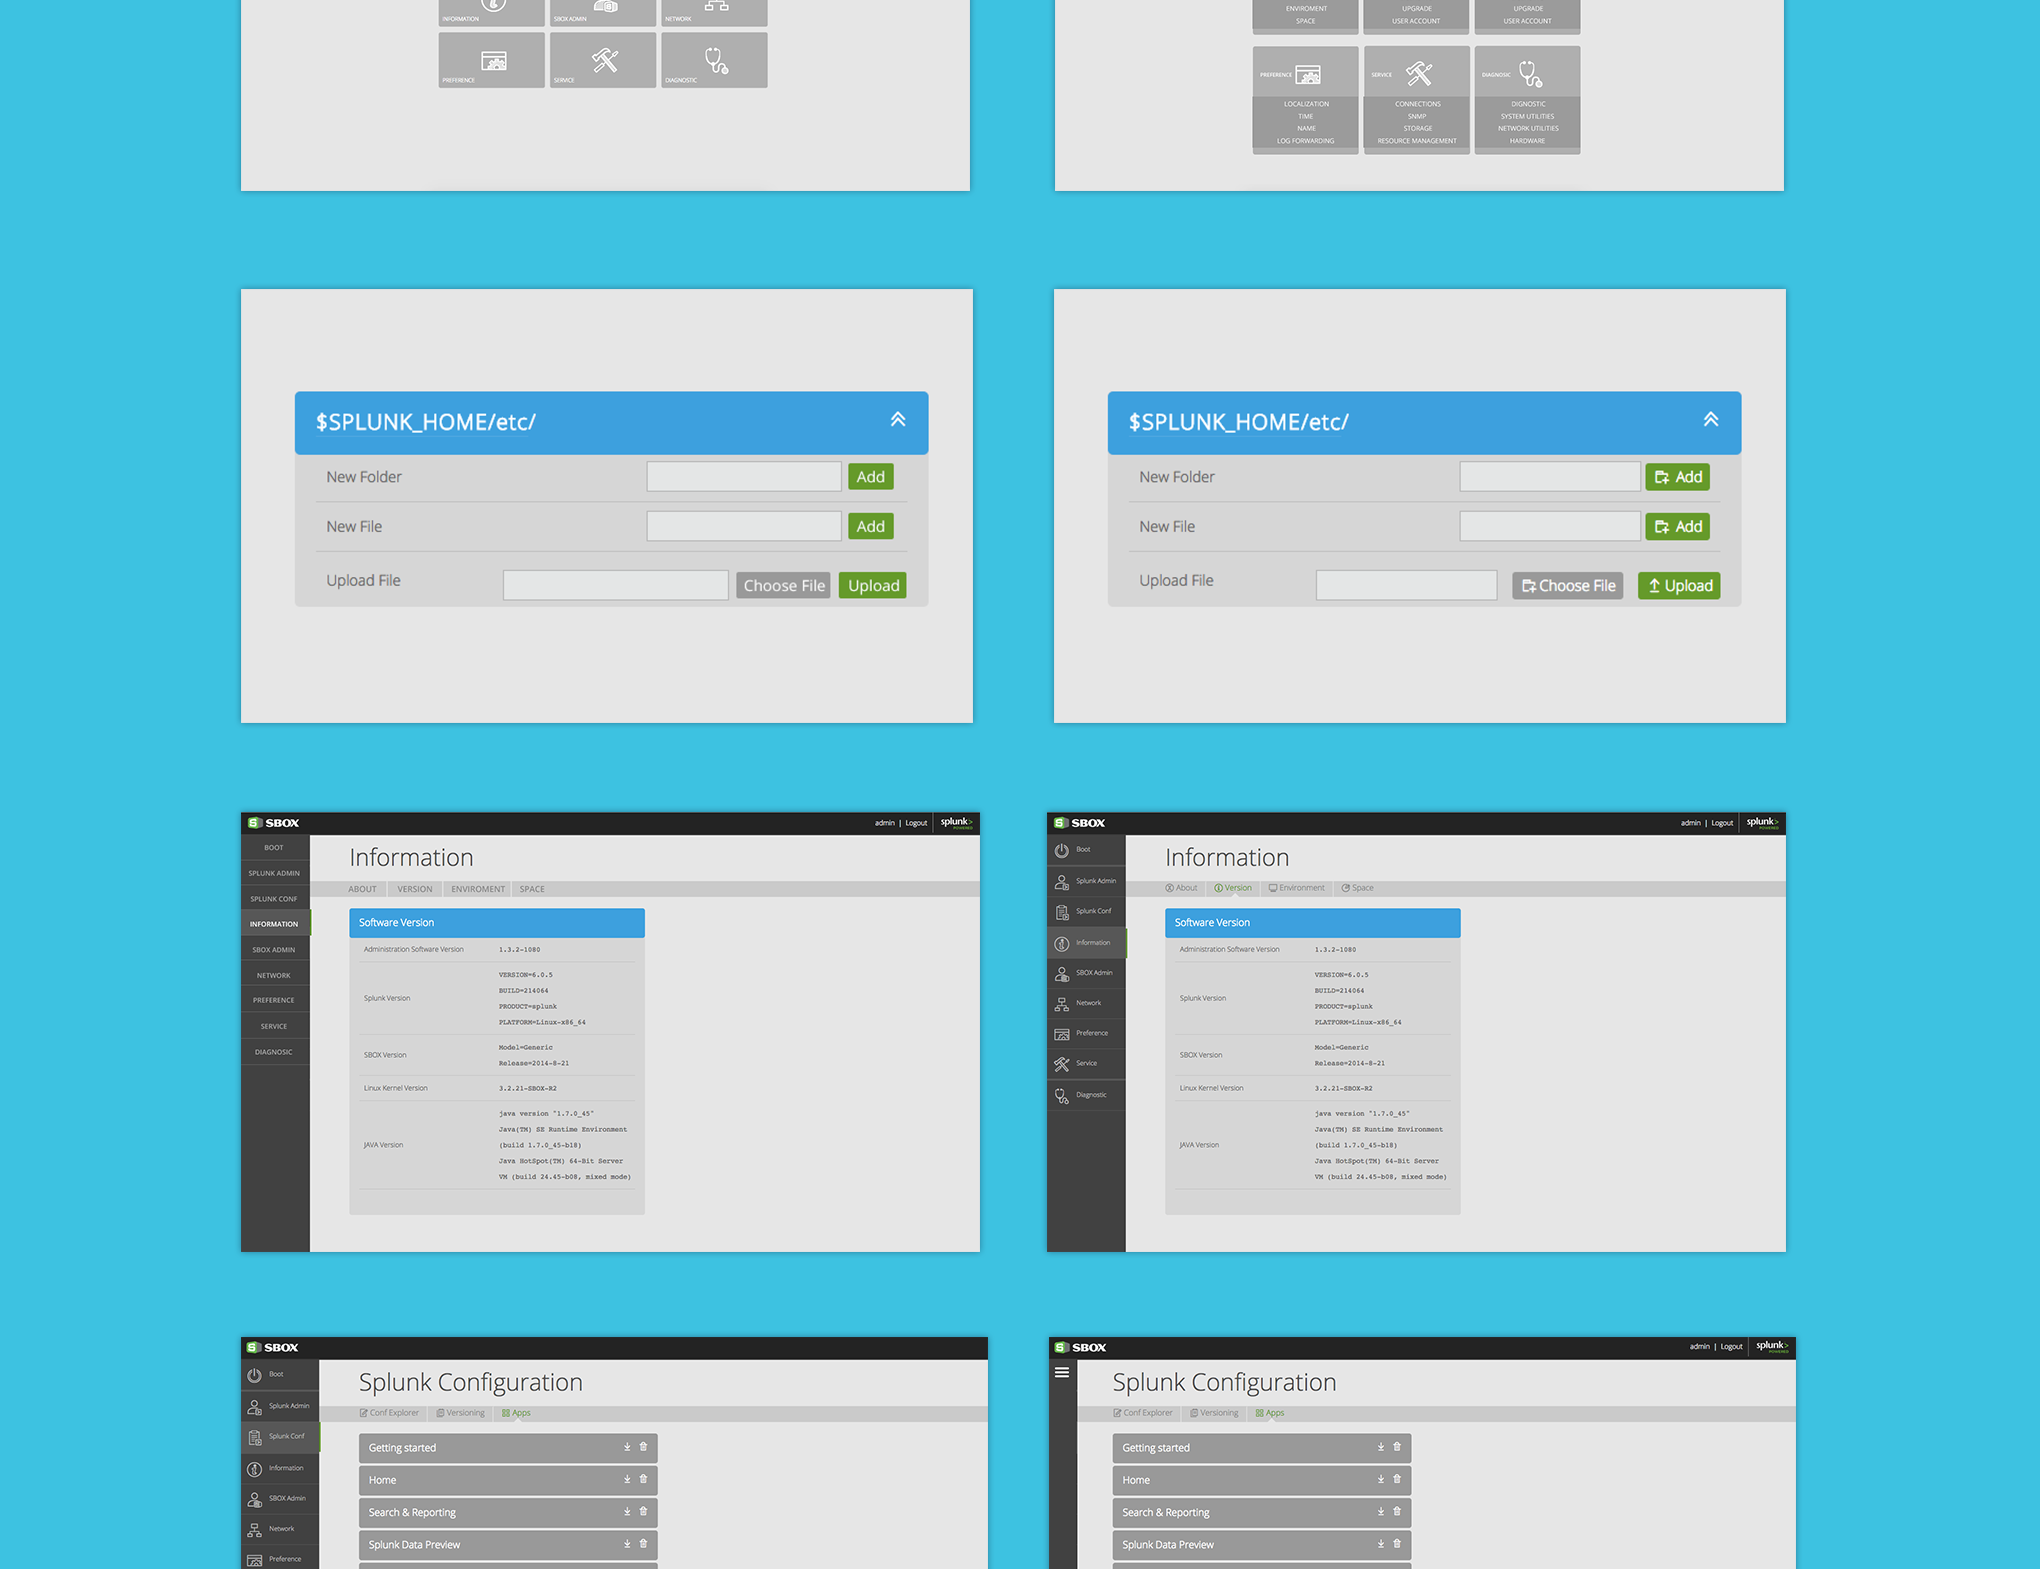 INFORMATION
SBOX ADMIN
NETWORK
PREFERENCE
SERVICE
DIAGNOSTIC
ENVIROMENT
SPACE
UPGRADE
USER ACCOUNT
UPGRADE
USER ACCOUNT
PREFERENCE
SERVICE
DIAGNOSIC
LOCALIZATION
TIME
NAME
LOG FORWARDING
CONNECTIONS
SNMP
STORAGE
RESOURCE MANAGEMENT
DIGNOSTIC
SYSTEM UTILITIES
NETWORK UTILITIES
HARDWARE
$SPLUNK_HOME/etc/
New Folder
Add
New File
Add
Upload File
Choose File
Upload
$SPLUNK_HOME/etc/
New Folder
Add
New File
Add
Upload File
Choose File
Upload
SBOX
admin | Logout
splunk>
POWERED
BOOT
SPLUNK ADMIN
SPLUNK CONF
INFORMATION
SBOX ADMIN
NETWORK
PREFERENCE
SERVICE
DIAGNOSIC
Information
ABOUT
VERSION
ENVIROMENT
SPACE
Software Version
Administration Software Version
1.3.2-1080
Splunk Version
VERSION=6.0.5
BUILD=214064
PRODUCT=splunk
PLATFORM=Linux-x86_64
SBOX Version
Model=Generic
Release=2014-8-21
Linux Kernel Version
3.2.21-SBOX-R2
JAVA Version
java version "1.7.0_45"
Java(TM) SE Runtime Environment
(build 1.7.0_45-b18)
Java HotSpot(TM) 64-Bit Server
VM (build 24.45-b08, mixed mode)
SBOX
admin | Logout
splunk>
POWERED
Boot
Splunk Admin
Splunk Conf
Information
SBOX Admin
Network
Preference
Service
Diagnostic
Information
About
Version
Environment
Space
Software Version
Administration Software Version
1.3.2-1080
Splunk Version
VERSION=6.0.5
BUILD=214064
PRODUCT=splunk
PLATFORM=Linux-x86_64
SBOX Version
Model=Generic
Release=2014-8-21
Linux Kernel Version
3.2.21-SBOX-R2
JAVA Version
java version "1.7.0_45"
Java(TM) SE Runtime Environment
(build 1.7.0_45-b18)
Java HotSpot(TM) 64-Bit Server
VM (build 24.45-b08, mixed mode)
SBOX
Boot
Splunk Admin
Splunk Conf
Information
SBOX Admin
Network
Preference
Splunk Configuration
Conf Explorer
Versioning
Apps
Getting started
Home
Search & Reporting
Splunk Data Preview
SBOX
admin | Logout
splunk>
POWERED
Splunk Configuration
Conf Explorer
Versioning
Apps
Getting started
Home
Search & Reporting
Splunk Data Preview